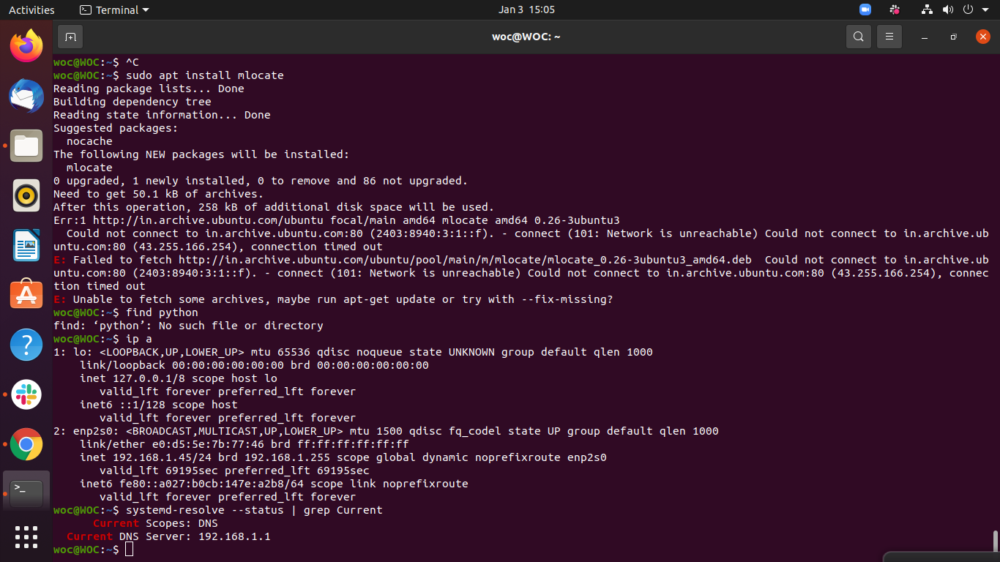 Activities
Terminal
Jan 3 15:05
woc@WOC: ~
woc@WOC:~$ ^C
woc@WOC:~$ sudo apt install mlocate
Reading package lists... Done
Building dependency tree
Reading state information... Done
Suggested packages:
  nocache
The following NEW packages will be installed:
  mlocate
0 upgraded, 1 newly installed, 0 to remove and 86 not upgraded.
Need to get 50.1 kB of archives.
After this operation, 258 kB of additional disk space will be used.
Err:1 http://in.archive.ubuntu.com/ubuntu focal/main amd64 mlocate amd64 0.26-3ubuntu3
  Could not connect to in.archive.ubuntu.com:80 (2403:8940:3:1::f). - connect (101: Network is unreachable) Could not connect to in.archive.ub
untu.com:80 (43.255.166.254), connection timed out
E: Failed to fetch http://in.archive.ubuntu.com/ubuntu/pool/main/m/mlocate/mlocate_0.26-3ubuntu3_amd64.deb  Could not connect to in.archive.ub
untu.com:80 (2403:8940:3:1::f). - connect (101: Network is unreachable) Could not connect to in.archive.ubuntu.com:80 (43.255.166.254), connec
tion timed out
E: Unable to fetch some archives, maybe run apt-get update or try with --fix-missing?
woc@WOC:~$ find python
find: ‘python’: No such file or directory
woc@WOC:~$ ip a
1: lo: <LOOPBACK,UP,LOWER_UP> mtu 65536 qdisc noqueue state UNKNOWN group default qlen 1000
    link/loopback 00:00:00:00:00:00 brd 00:00:00:00:00:00
    inet 127.0.0.1/8 scope host lo
       valid_lft forever preferred_lft forever
    inet6 ::1/128 scope host
       valid_lft forever preferred_lft forever
2: enp2s0: <BROADCAST,MULTICAST,UP,LOWER_UP> mtu 1500 qdisc fq_codel state UP group default qlen 1000
    link/ether e0:d5:5e:7b:77:46 brd ff:ff:ff:ff:ff:ff
    inet 192.168.1.45/24 brd 192.168.1.255 scope global dynamic noprefixroute enp2s0
       valid_lft 69195sec preferred_lft 69195sec
    inet6 fe80::a027:b0cb:147e:a2b8/64 scope link noprefixroute
       valid_lft forever preferred_lft forever
woc@WOC:~$ systemd-resolve --status | grep Current
      Current Scopes: DNS
  Current DNS Server: 192.168.1.1
woc@WOC:~$